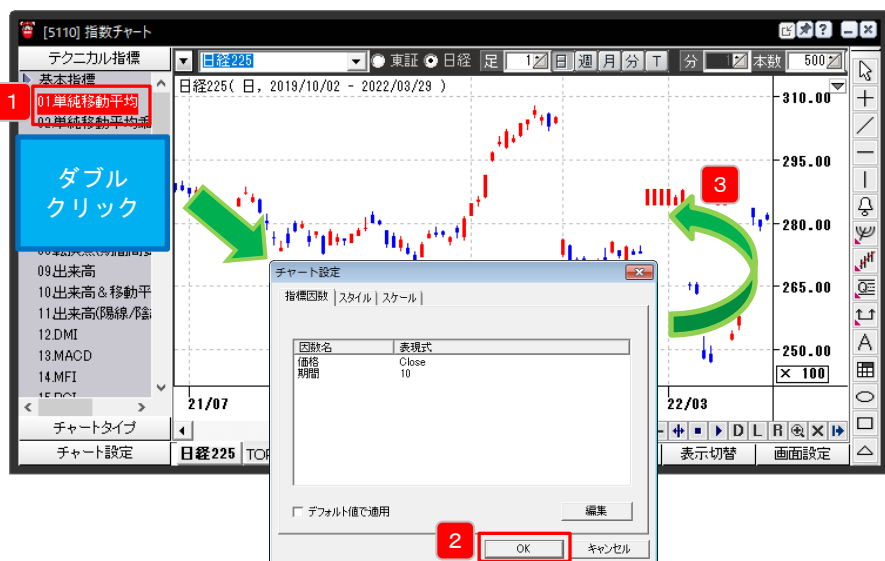 [5110] 指数チャート
テクニカル指標
日経225
東証 日経 足 1 日 週 月 分 T 分 1 本数 500
基本指標
日経225( 日, 2019/10/02 - 2022/03/29 )
1
01.単純移動平均
310.00
295.00
280.00
265.00
250.00
× 100
ダブル
クリック
3
09出来高
10.出来高&移動平
11.出来高(陽線/陰
12.DMI
13.MACD
14.MFI
チャートタイプ
チャート設定
21/07
22/03
D L R
日経225
表示切替
画面設定
チャート設定
指標因数 スタイル スケール
因数名 表現式
価格 Close
期間 10
デフォルト値で適用
編集
2
OK
キャンセル
A